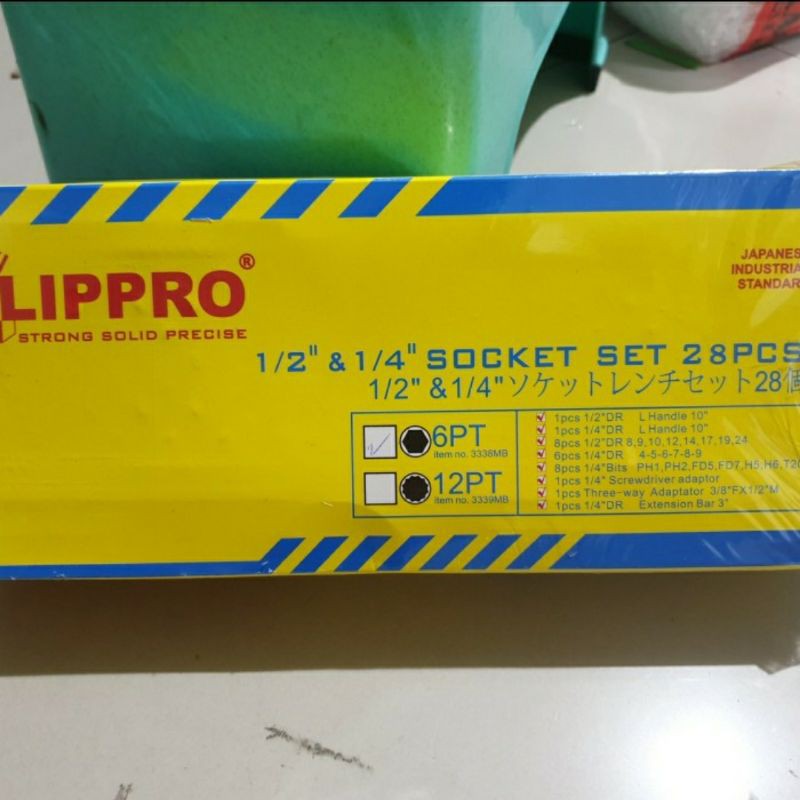 LIPPRO®
STRONG SOLID PRECISE
JAPANES
INDUSTRIA
STANDAR
1/2" & 1/4" SOCKET SET 28PCS
1/2" & 1/4" ソケットレンチセット28個
6PT
item no. 3338MB
12PT
item no. 3339MB
1pcs 1/2"DR L Handle 10"
1pcs 1/4"DR L Handle 10"
8pcs 1/2"DR 8,9,10,12,14,17,19,24
6pcs 1/4"DR 4-5-6-7-8-9
8pcs 1/4"Bits PH1,PH2,FD5,FD7,H5,H6,T20
1pcs 1/4" Screwdriver adaptor
1pcs Three-way Adaptator 3/8"FX1/2"M
1pcs 1/4"DR Extension Bar 3"